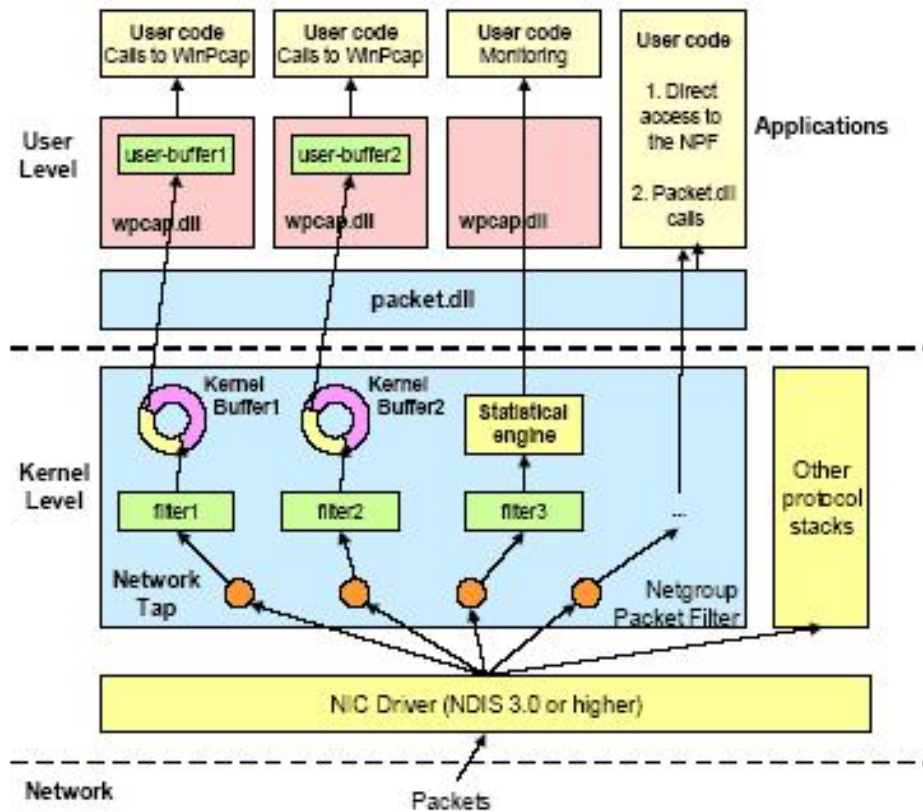 User code
Calls to WinPcap
User code
Calls to WinPcap
User code
Monitoring
User code
1. Direct
access to
the NPF
2. Packet.dll
calls
User
Level
Applications
user-buffer1
user-buffer2
wpcap.dll
wpcap.dll
wpcap.dll
packet.dll
Kernel
Buffer1
Kernel
Buffer2
Statistical
engine
Kernel
Level
Other
protocol
stacks
filter1
filter2
filter3
...
Network
Tap
Netgroup
Packet Filter
NIC Driver (NDIS 3.0 or higher)
Network
Packets